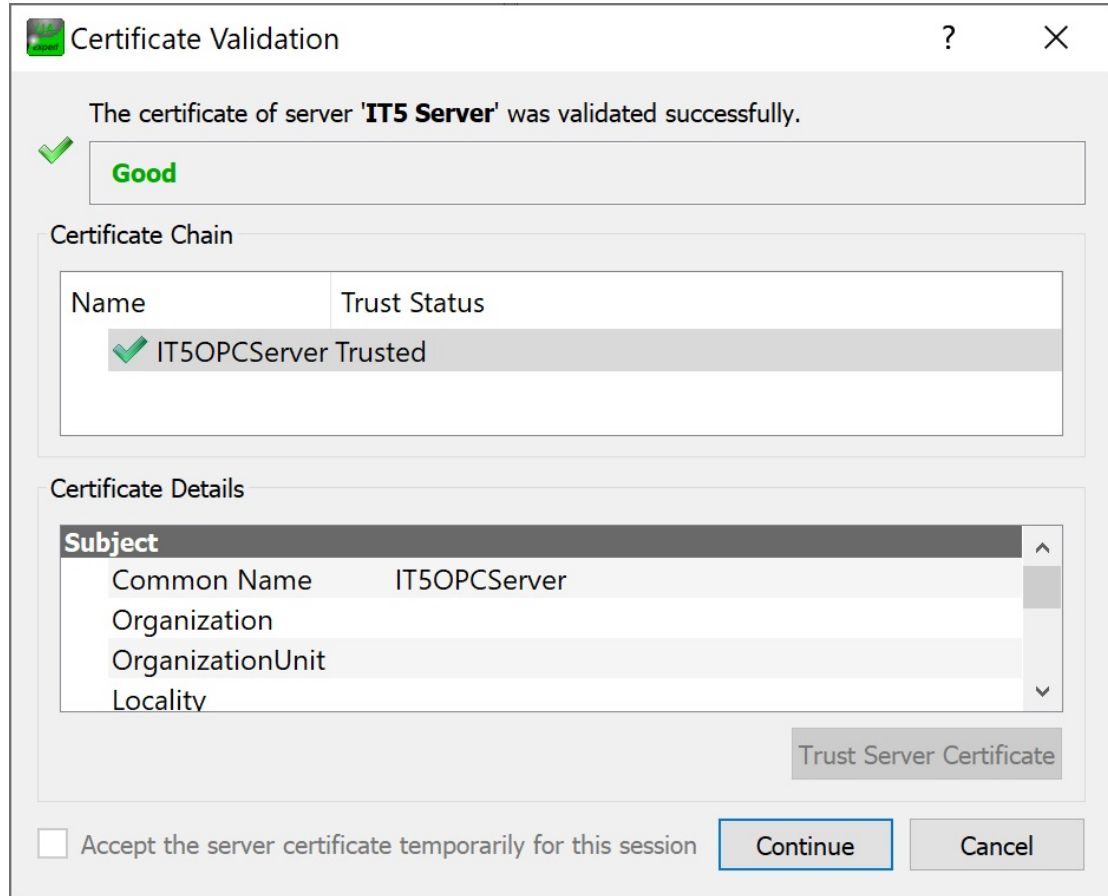 Certificate Validation
The certificate of server 'IT5 Server' was validated successfully.
Good
Certificate Chain
Name Trust Status
IT5OPCServer Trusted
Certificate Details
Subject
Common Name IT5OPCServer
Organization
OrganizationUnit
Locality
Trust Server Certificate
Accept the server certificate temporarily for this session Continue Cancel